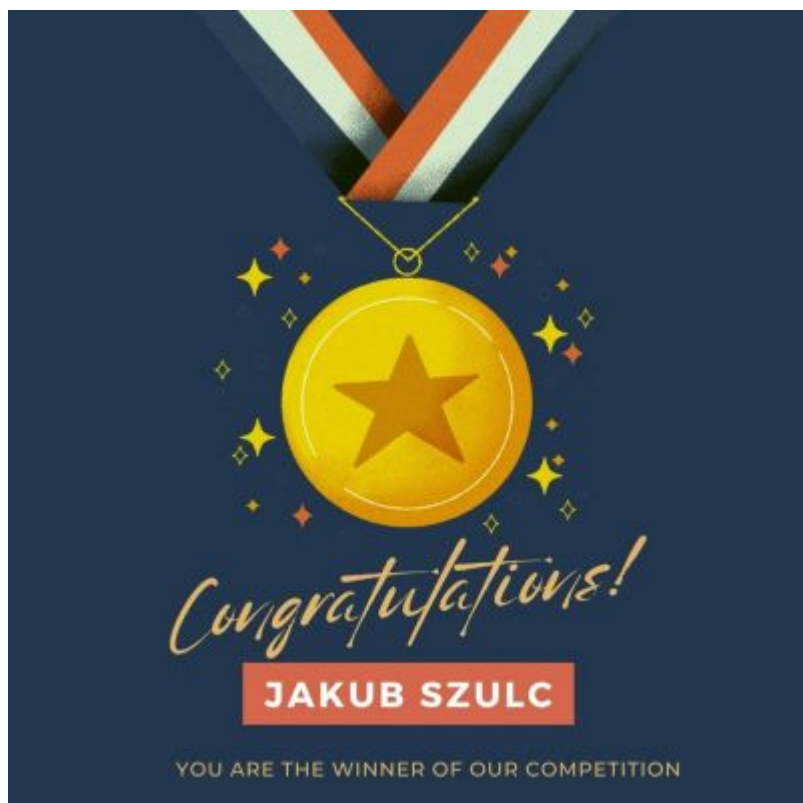 Congratulations!
JAKUB SZULC
YOU ARE THE WINNER OF OUR COMPETITION